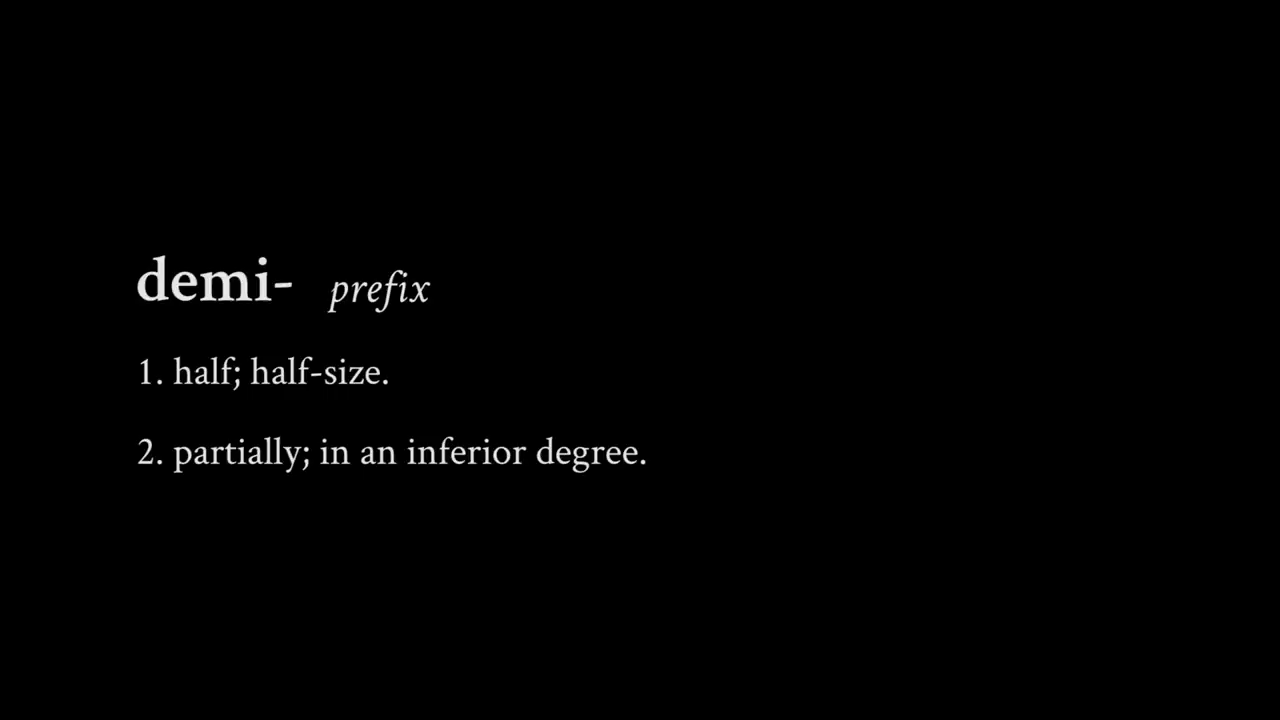 demi- prefix
1. half; half-size.
2. partially; in an inferior degree.